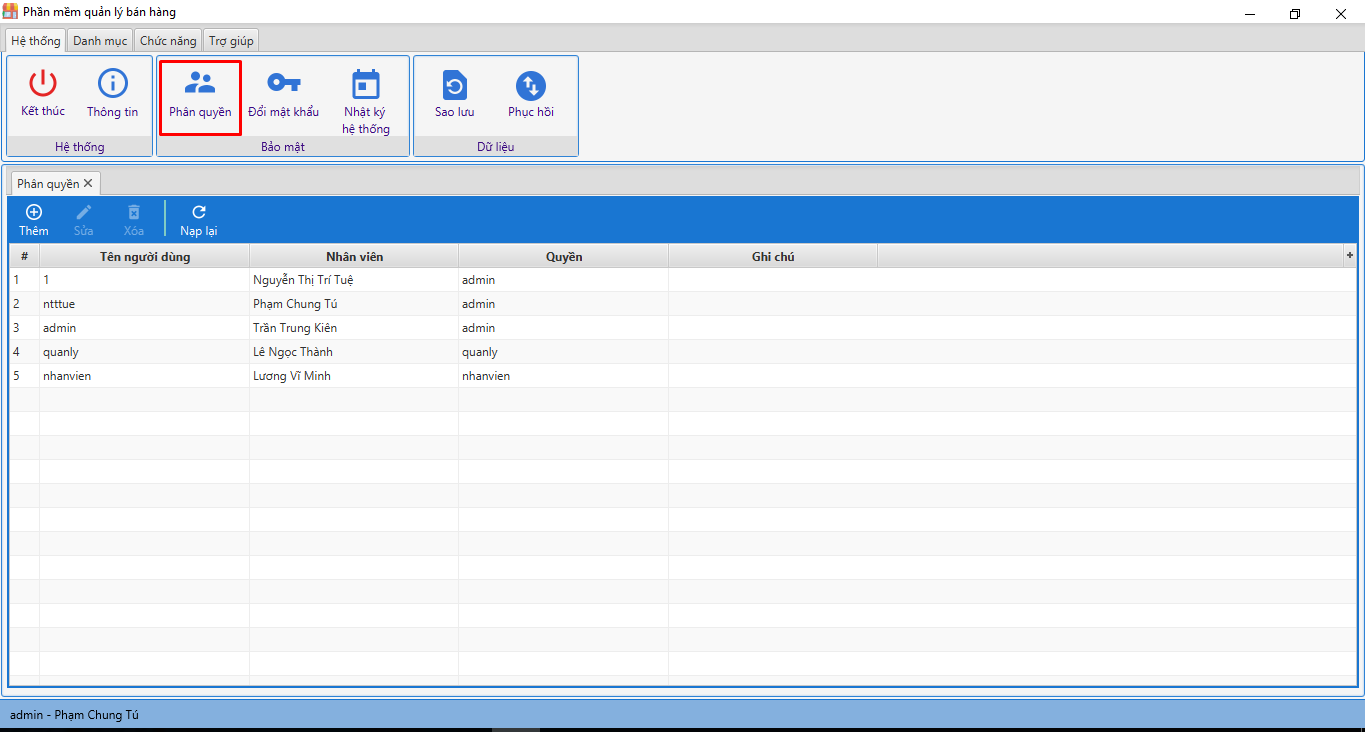 Phần mềm quản lý bán hàng
Hệ thống Danh mục Chức năng Trợ giúp
Kết thúc Thông tin Phân quyền Đổi mật khẩu Nhật ký hệ thống Sao lưu Phục hồi
Hệ thống Bảo mật Dữ liệu
Phân quyền
Thêm Sửa Xóa Nạp lại
# Tên người dùng Nhân viên Quyền Ghi chú +
1 1 Nguyễn Thị Trí Tuệ admin
2 ntttue Phạm Chung Tú admin
3 admin Trần Trung Kiên admin
4 quanly Lê Ngọc Thành quanly
5 nhanvien Lương Vĩ Minh nhanvien
admin - Phạm Chung Tú